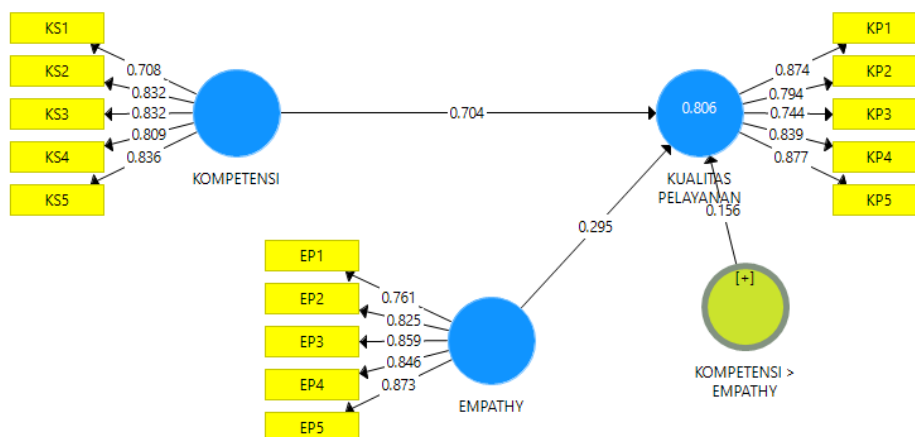 KS1
KS2
KS3
KS4
KS5
0.708
0.832
0.832
0.809
0.836
KOMPETENSI
0.704
0.806
KUALITAS
PELAYANAN
KP1
KP2
KP3
KP4
KP5
0.874
0.794
0.744
0.839
0.877
0.295
0.156
EP1
EP2
EP3
EP4
EP5
0.761
0.825
0.859
0.846
0.873
EMPATHY
[+]
KOMPETENSI >
EMPATHY